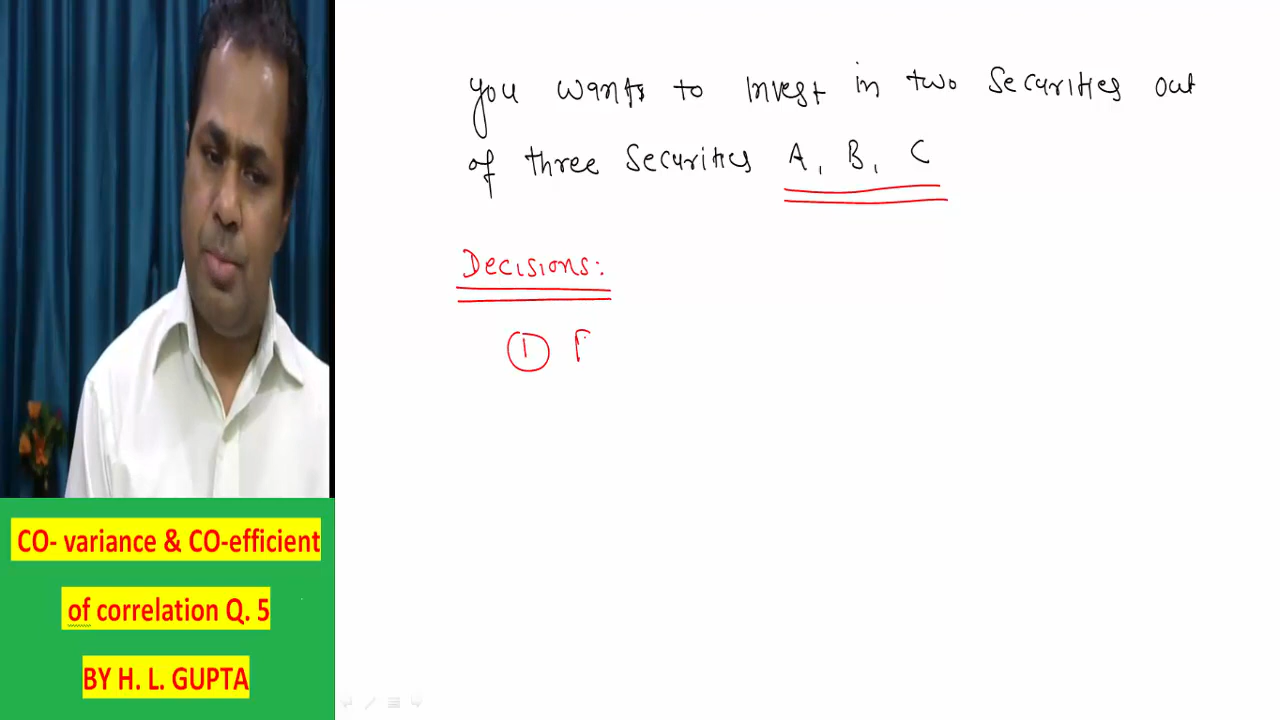 you wants to invest in two Securities out
of three Securities A, B, C
Decisions:
①
CO- variance & CO-efficient
of correlation Q. 5
BY H. L. GUPTA